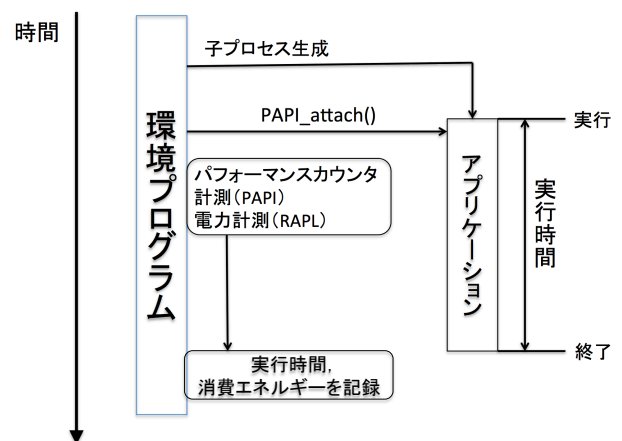 時間
子プロセス生成
PAPI_attach()
実行
環境プログラム
パフォーマンスカウンタ
計測(PAPI)
電力計測(RAPL)
アプリケーション
実行時間
終了
実行時間,
消費エネルギーを記録